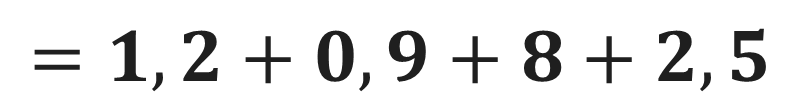 = 1,2 + 0,9 + 8 + 2,5